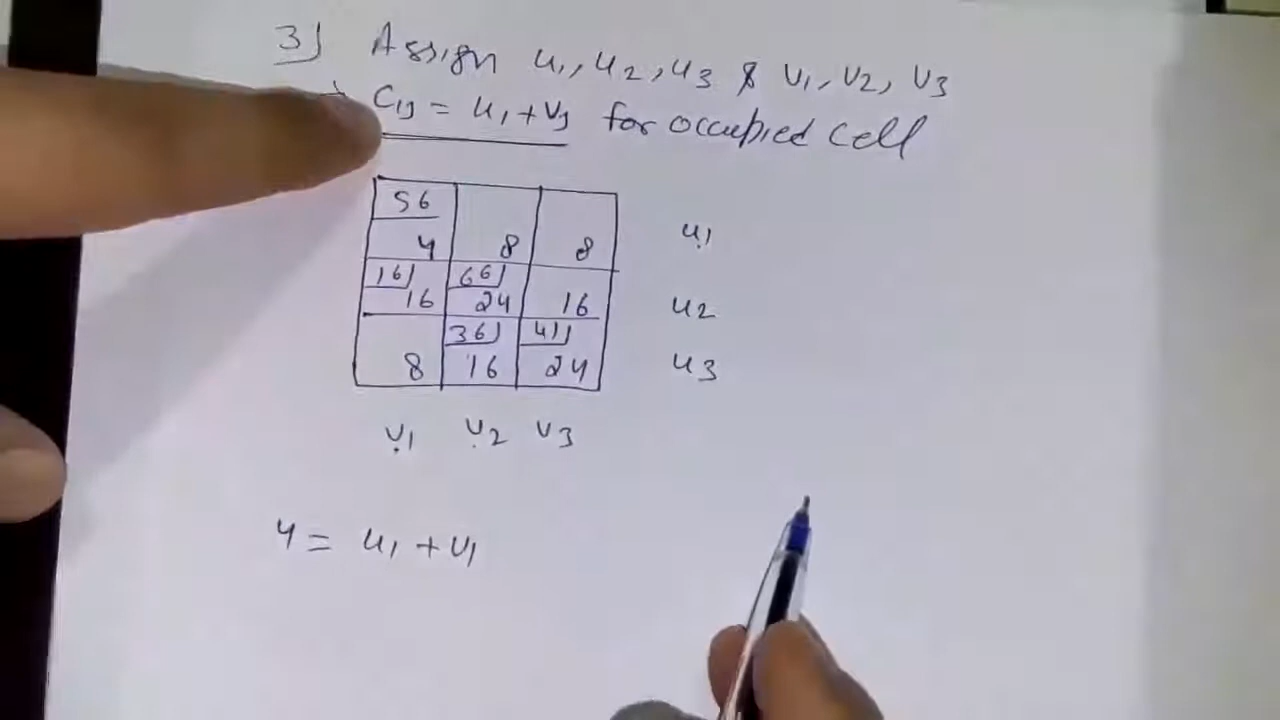 3) Assign u1, u2, u3 & v1, v2, v3
Cij = ui + vj for occupied cell
56
4 8 8 u1
16 66
16 24 16 u2
36 41
8 16 24 u3
v1 v2 v3
4 = u1 + v1